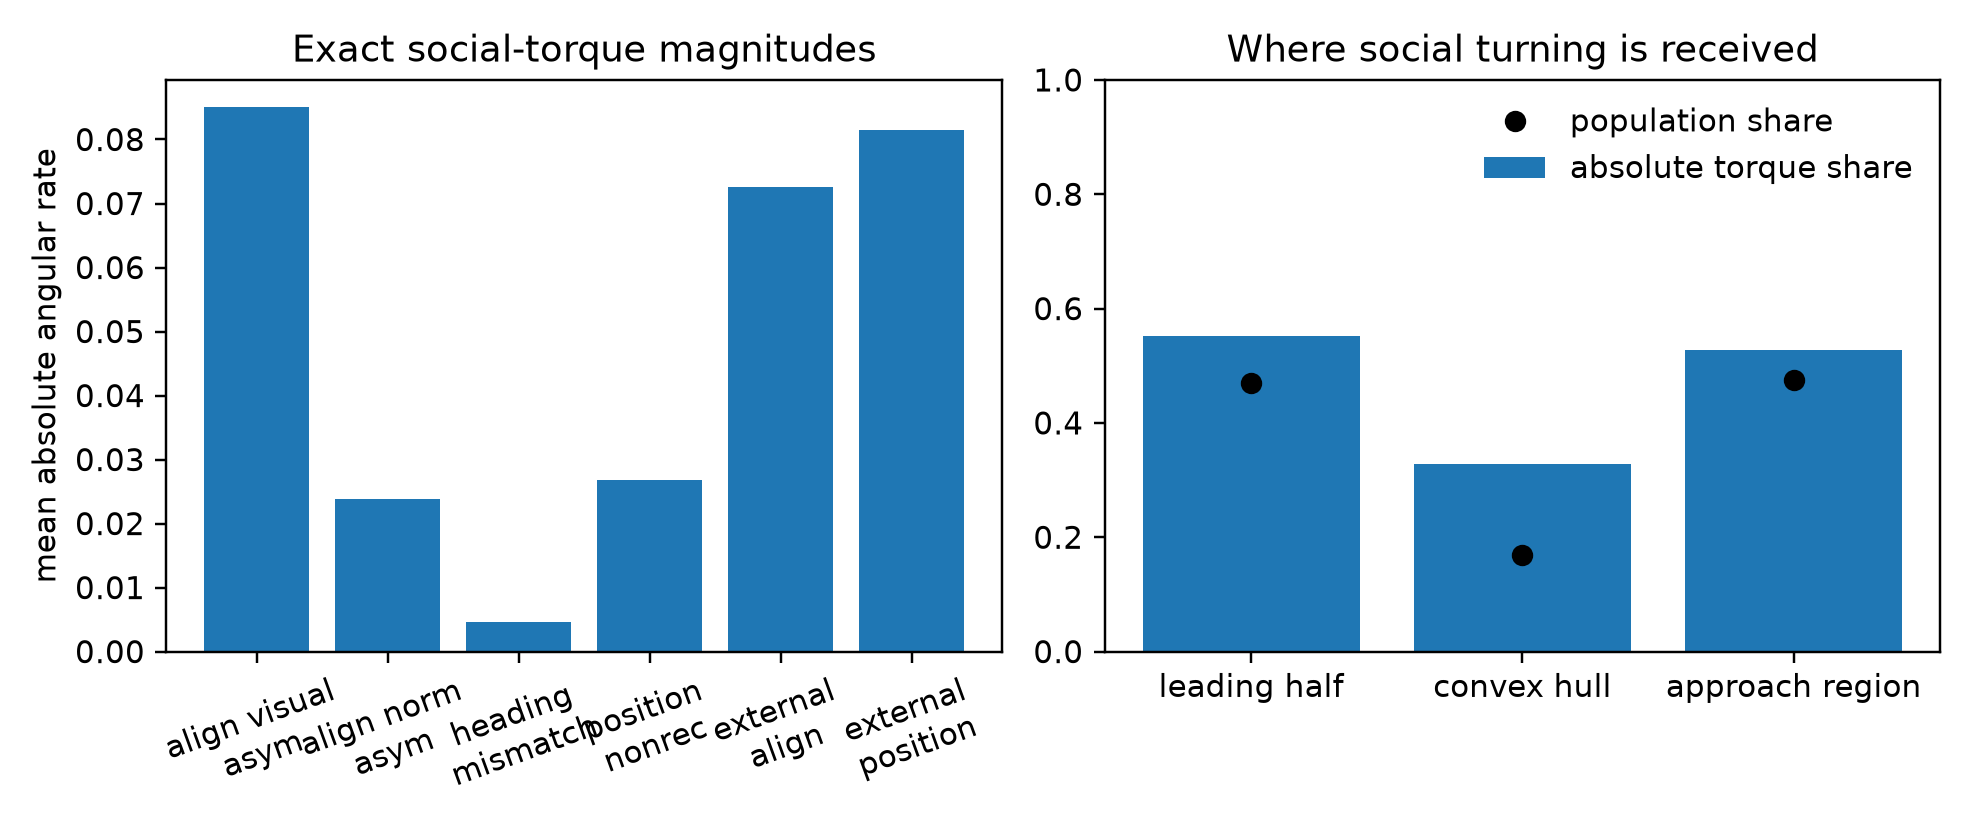 Exact social-torque magnitudes
mean absolute angular rate
0.08
0.07
0.06
0.05
0.04
0.03
0.02
0.01
0.00
align visual
asym
align norm
asym
heading
mismatch
position
nonrec
external
align
external
position
Where social turning is received
1.0
0.8
0.6
0.4
0.2
0.0
population share
absolute torque share
leading half
convex hull
approach region